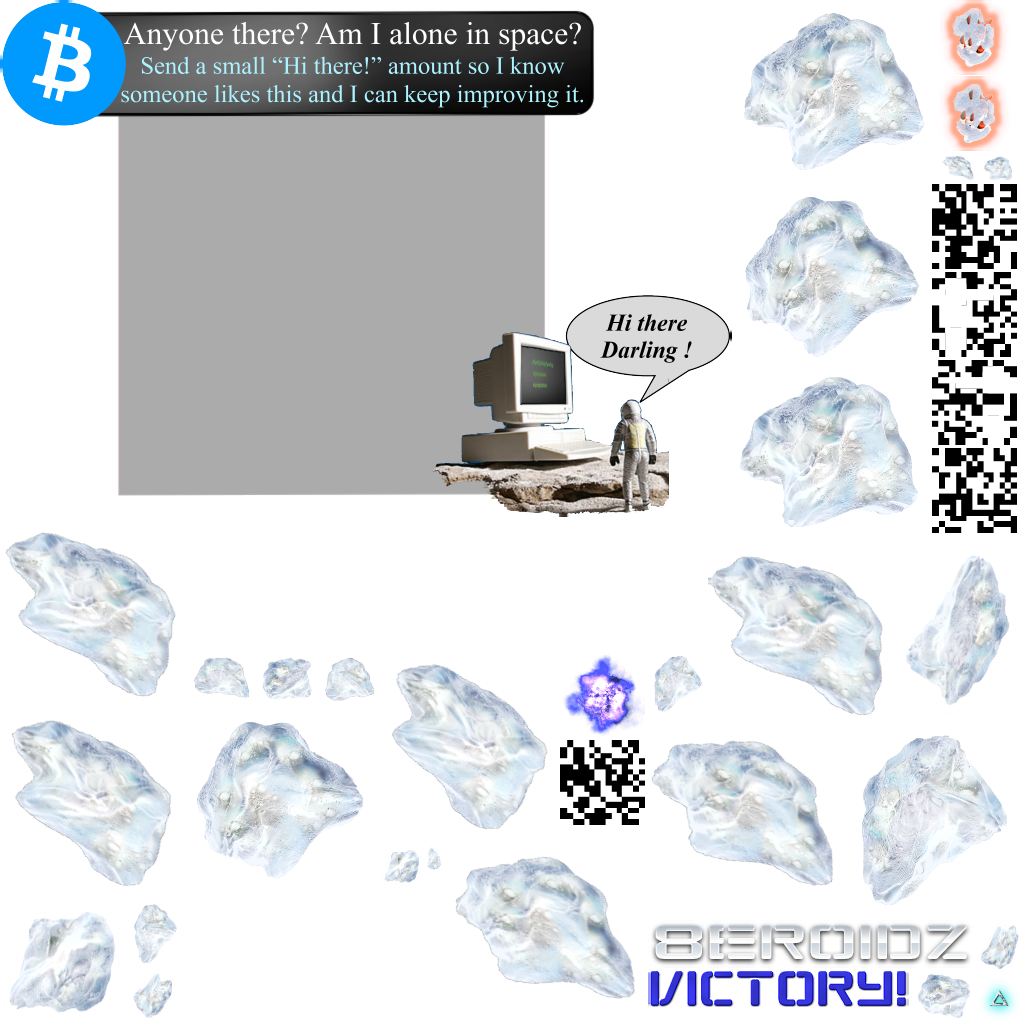 Anyone there? Am I alone in space?
Send a small “Hi there!” amount so I know
someone likes this and I can keep improving it.
Hi there
Darling !
8EROIDZ
VICTORY!